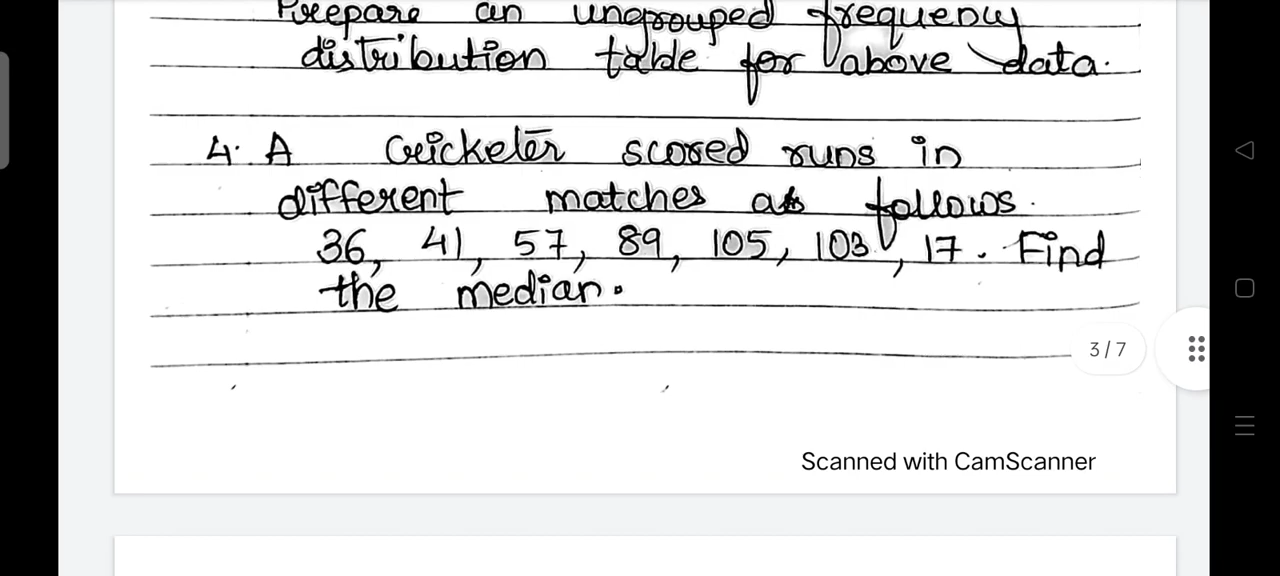 Prepare an ungrouped frequency
distribution table for above data.
4. A Cricketer scored runs in
different matches as follows.
36, 41, 57, 89, 105, 103, 17. Find
the median.
3/7
Scanned with CamScanner